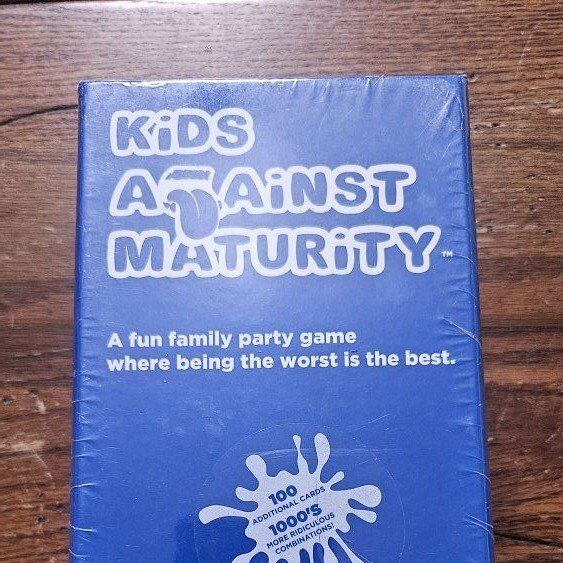 KiDS
AGAiNST
MATURiTY™
A fun family party game
where being the worst is the best.
100
ADDITIONAL CARDS
1000'S
MORE RIDICULOUS
COMBINATIONS!